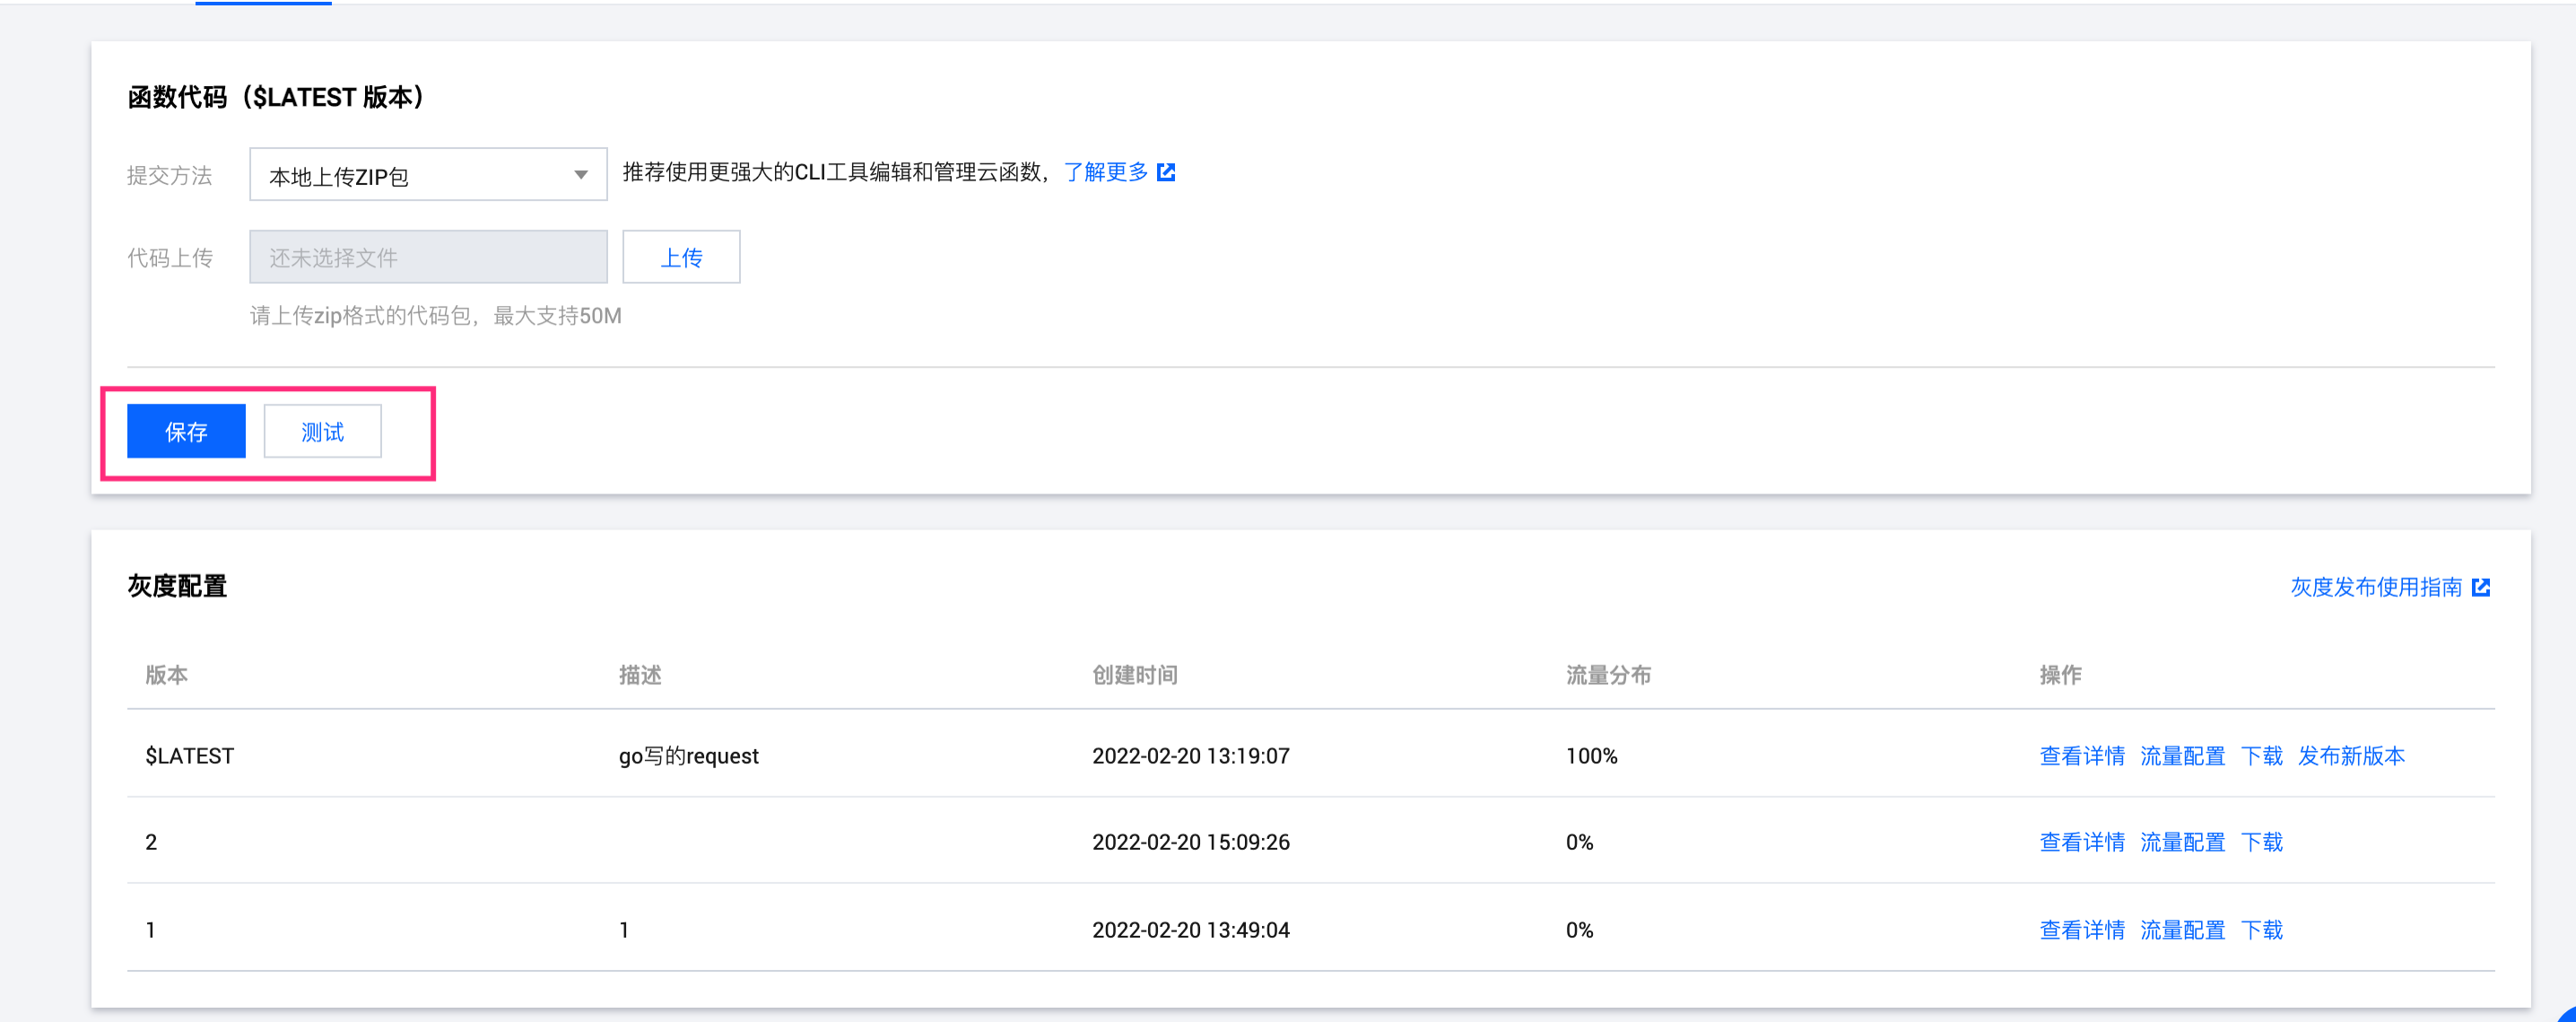 函数代码（$LATEST 版本）
提交方法 本地上传ZIP包 推荐使用更强大的CLI工具编辑和管理云函数，了解更多
代码上传 还未选择文件 上传
请上传zip格式的代码包，最大支持50M
保存 测试
灰度配置 灰度发布使用指南
版本 描述 创建时间 流量分布 操作
$LATEST go写的request 2022-02-20 13:19:07 100% 查看详情 流量配置 下载 发布新版本
2 2022-02-20 15:09:26 0% 查看详情 流量配置 下载
1 1 2022-02-20 13:49:04 0% 查看详情 流量配置 下载